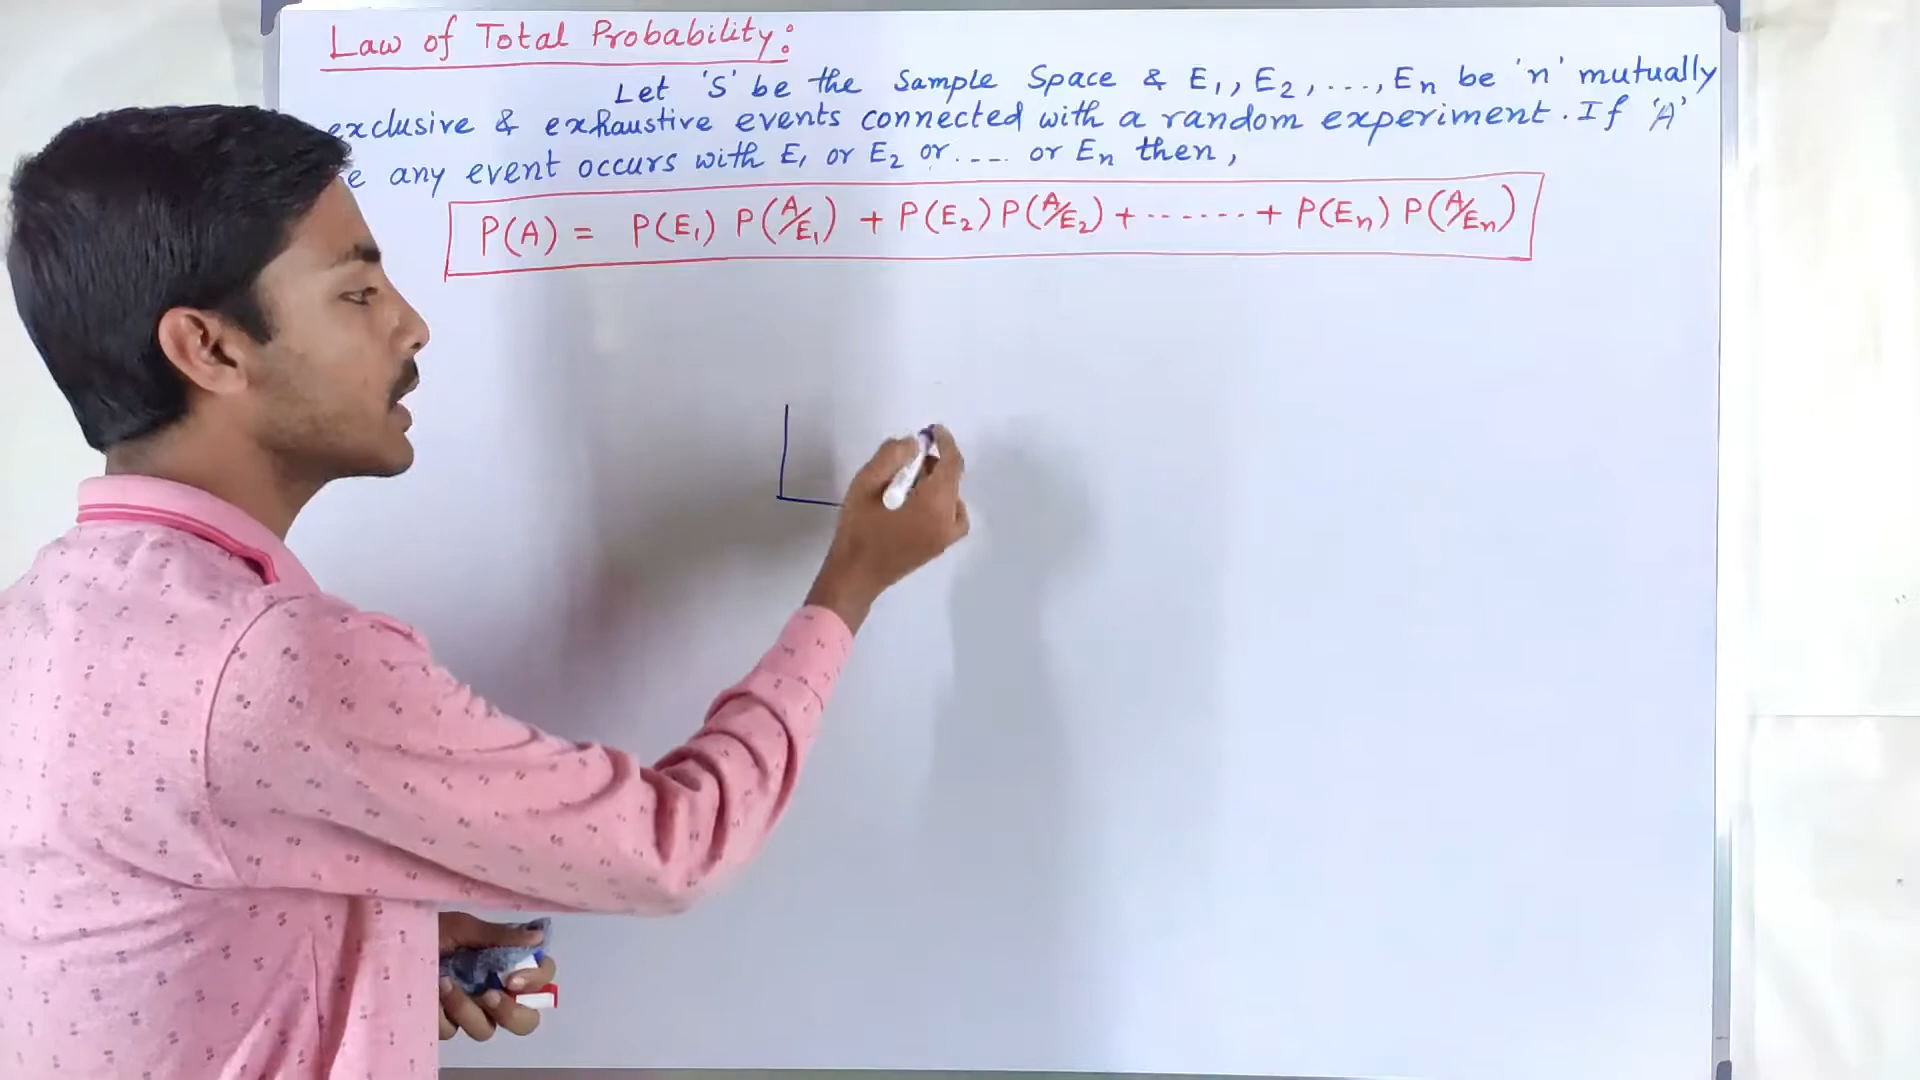 Law of Total Probability:
Let 'S' be the Sample Space & E₁, E₂, ..., Eₙ be 'n' mutually
exclusive & exhaustive events connected with a random experiment. If 'A'
any event occurs with E₁ or E₂ or .... or Eₙ then,
P(A) = P(E₁) P(A/E₁) + P(E₂) P(A/E₂) + ...... + P(Eₙ) P(A/Eₙ)